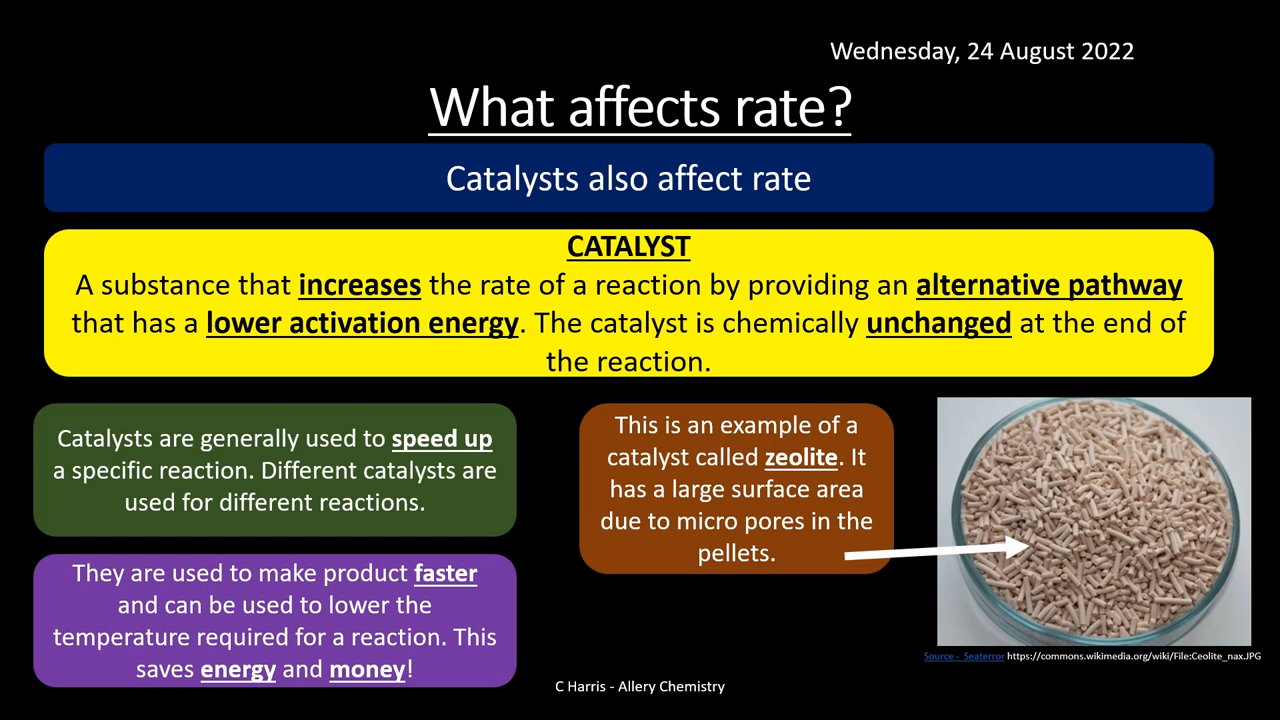 Wednesday, 24 August 2022
What affects rate?
Catalysts also affect rate
CATALYST
A substance that increases the rate of a reaction by providing an alternative pathway
that has a lower activation energy. The catalyst is chemically unchanged at the end of
the reaction.
Catalysts are generally used to speed up
a specific reaction. Different catalysts are
used for different reactions.
This is an example of a
catalyst called zeolite. It
has a large surface area
due to micro pores in the
pellets.
They are used to make product faster
and can be used to lower the
temperature required for a reaction. This
saves energy and money!
Source - Seaterror https://commons.wikimedia.org/wiki/File:Ceolite_nax.JPG
C Harris - Allery Chemistry